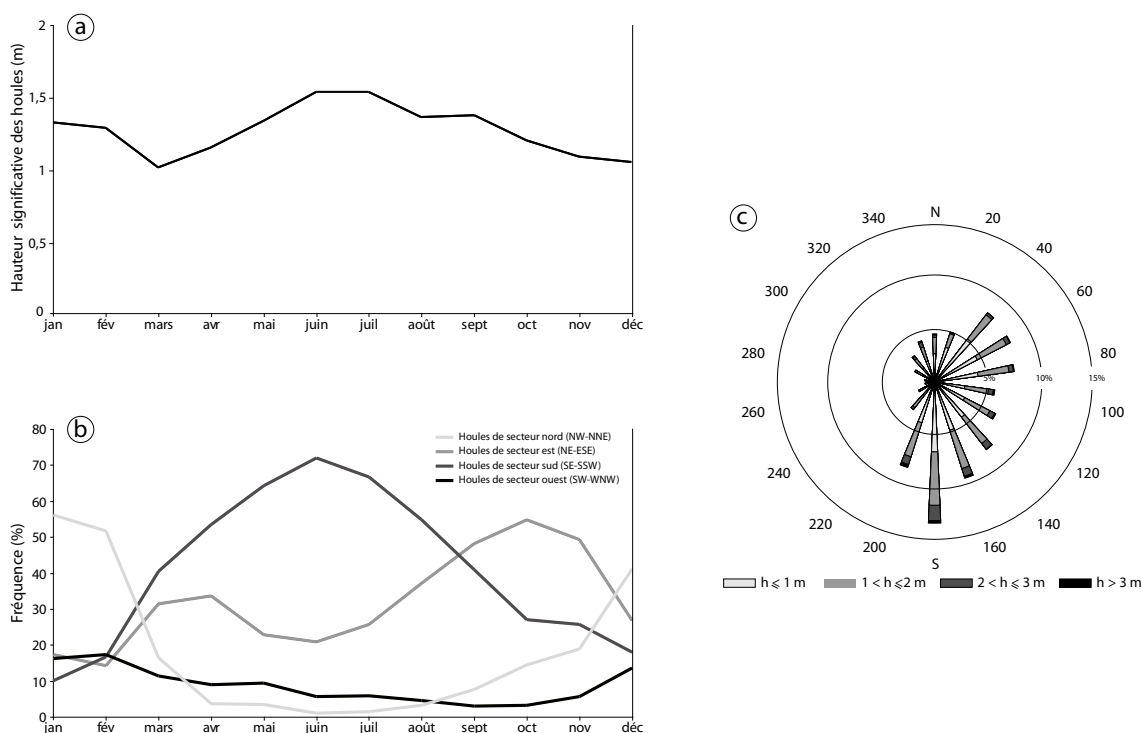 a
Hauteur significative des houles (m)
2
1,5
1
0,5
0
jan fév mars avr mai juin juil août sept oct nov déc
b
Fréquence (%)
80
70
60
50
40
30
20
10
0
jan fév mars avr mai juin juil août sept oct nov déc
Houles de secteur nord (NW-NNE)
Houles de secteur est (NE-ESE)
Houles de secteur sud (SE-SSW)
Houles de secteur ouest (SW-WNW)
c
N
20
40
60
80
100
120
140
160
S
200
220
240
260
280
300
320
340
5% 10% 15%
h ⩽ 1 m 1 < h ⩽2 m 2 < h ⩽ 3 m h > 3 m